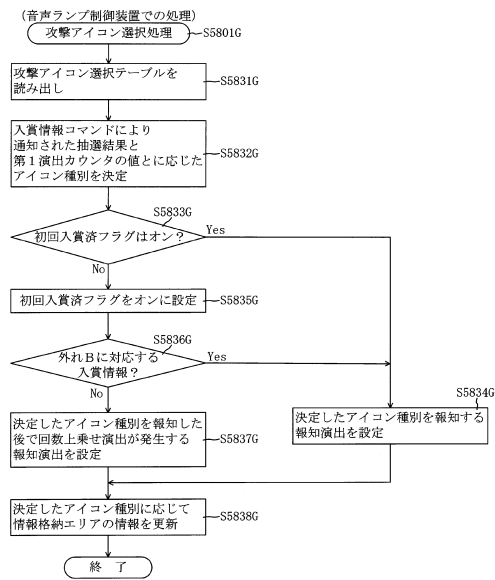 (音声ランプ制御装置での処理)
攻撃アイコン選択処理
S5801G
攻撃アイコン選択テーブルを
読み出し
S5831G
入賞情報コマンドにより
通知された抽選結果と
第1演出カウンタの値とに応じた
アイコン種別を決定
S5832G
S5833G
初回入賞済フラグはオン?
Yes
No
初回入賞済フラグをオンに設定
S5835G
S5836G
外れBに対応する
入賞情報?
Yes
No
S5834G
決定したアイコン種別を報知する
報知演出を設定
決定したアイコン種別を報知した
後で回数上乗せ演出が発生する
報知演出を設定
S5837G
決定したアイコン種別に応じて
情報格納エリアの情報を更新
S5838G
終 了